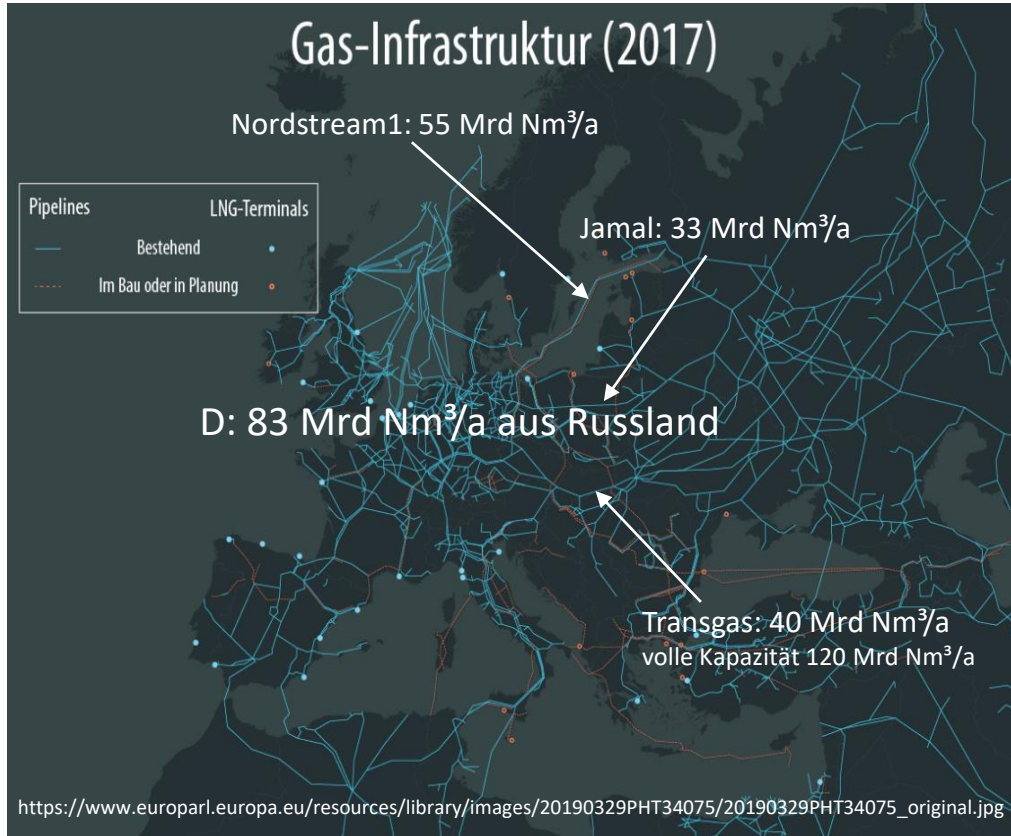 Gas-Infrastruktur (2017)
Nordstream1: 55 Mrd Nm³/a
Pipelines LNG-Terminals
Bestehend
Im Bau oder in Planung
Jamal: 33 Mrd Nm³/a
D: 83 Mrd Nm³/a aus Russland
Transgas: 40 Mrd Nm³/a
volle Kapazität 120 Mrd Nm³/a
https://www.europarl.europa.eu/resources/library/images/20190329PHT34075/20190329PHT34075_original.jpg